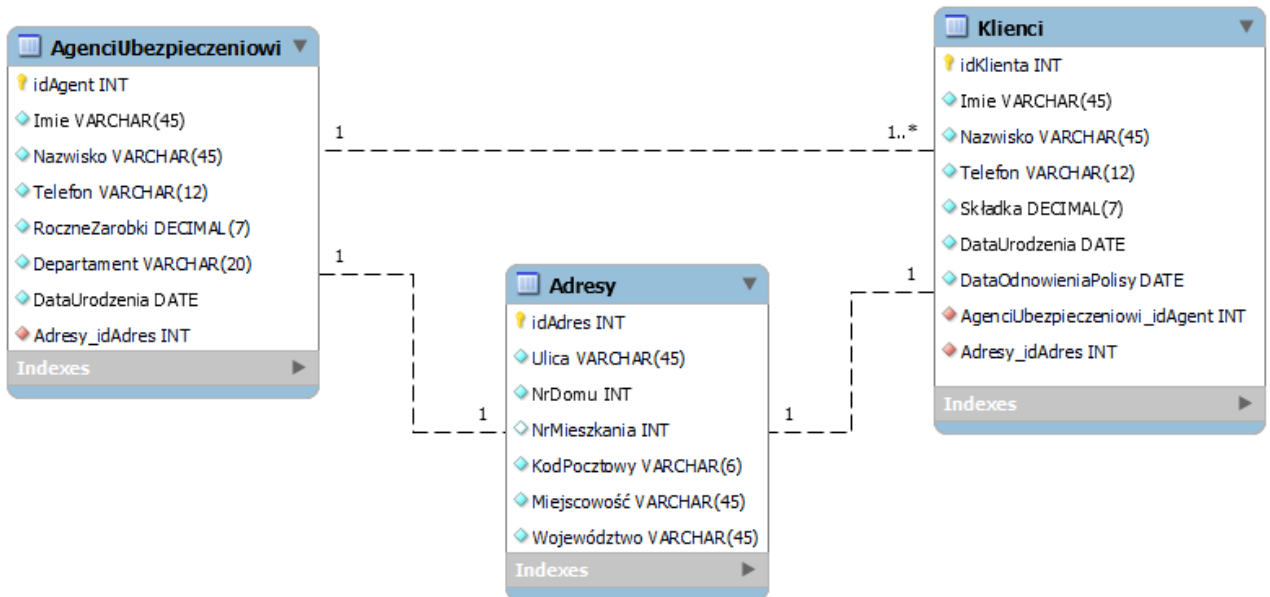 AgenciUbezpieczeniowi
idAgent INT
Imie VARCHAR(45)
Nazwisko VARCHAR(45)
Telefon VARCHAR(12)
RoczneZarobki DECIMAL(7)
Departament VARCHAR(20)
DataUrodzenia DATE
Adresy_idAdres INT
Indexes
1
1..*
1
1
Adresy
idAdres INT
Ulica VARCHAR(45)
NrDomu INT
NrMieszkania INT
KodPocztowy VARCHAR(6)
Miejscowość VARCHAR(45)
Województwo VARCHAR(45)
Indexes
1
1
Klienci
idKlienta INT
Imie VARCHAR(45)
Nazwisko VARCHAR(45)
Telefon VARCHAR(12)
Składka DECIMAL(7)
DataUrodzenia DATE
DataOdnowieniaPolisy DATE
AgenciUbezpieczeniowi_idAgent INT
Adresy_idAdres INT
Indexes